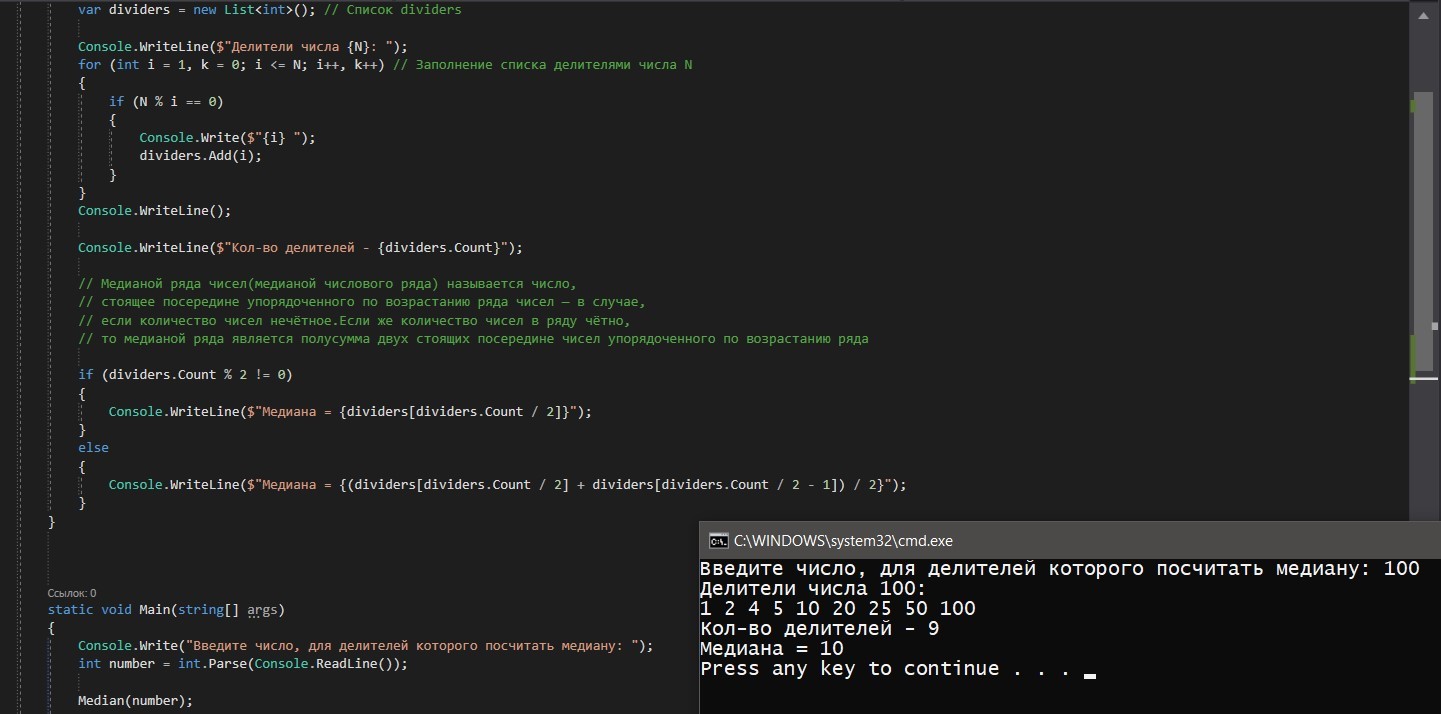 var dividers = new List<int>(); // Список dividers
Console.WriteLine($"Делители числа {N}: ");
for (int i = 1, k = 0; i <= N; i++, k++) // Заполнение списка делителями числа N
{
if (N % i == 0)
{
Console.Write($"{i} ");
dividers.Add(i);
}
}
Console.WriteLine();
Console.WriteLine($"Кол-во делителей - {dividers.Count}");
// Медианой ряда чисел(медианой числового ряда) называется число,
// стоящее посередине упорядоченного по возрастанию ряда чисел — в случае,
// если количество чисел нечётное.Если же количество чисел в ряду чётно,
// то медианой ряда является полусумма двух стоящих посередине чисел упорядоченного по возрастанию ряда
if (dividers.Count % 2 != 0)
{
Console.WriteLine($"Медиана = {dividers[dividers.Count / 2]}");
}
else
{
Console.WriteLine($"Медиана = {(dividers[dividers.Count / 2] + dividers[dividers.Count / 2 - 1]) / 2}");
}
}
Ссылок: 0
static void Main(string[] args)
{
Console.Write("Введите число, для делителей которого посчитать медиану: ");
int number = int.Parse(Console.ReadLine());
Median(number);
C:\WINDOWS\system32\cmd.exe
Введите число, для делителей которого посчитать медиану: 100
Делители числа 100:
1 2 4 5 10 20 25 50 100
Кол-во делителей - 9
Медиана = 10
Press any key to continue . . .